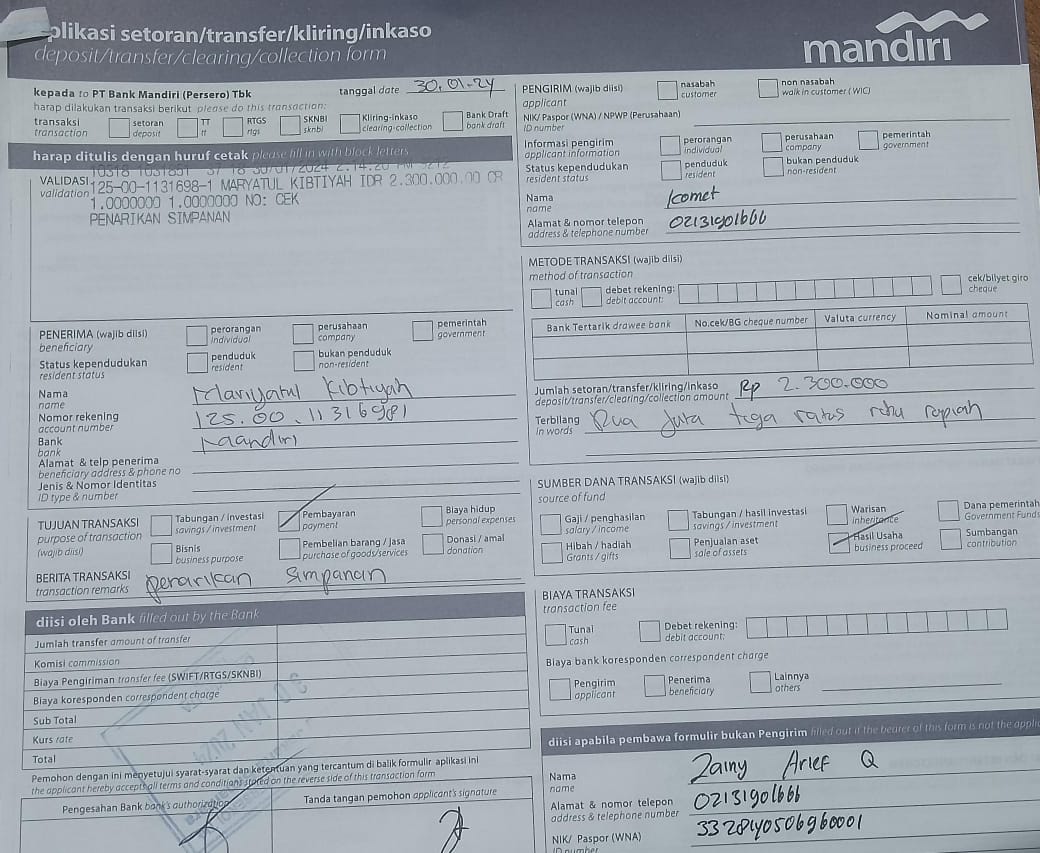 aplikasi setoran/transfer/kliring/inkaso
deposit/transfer/clearing/collection form
mandiri
kepada to PT Bank Mandiri (Persero) Tbk
tanggal date 30.01.24
harap dilakukan transaksi berikut please do this transaction:
transaksi transaction
setoran deposit
TT tt
RTGS rtgs
SKNBI sknbi
Kliring-inkaso clearing-collection
Bank Draft bank draft
harap ditulis dengan huruf cetak please fill in with block letters
VALIDASI validation
125-00-1131698-1 MARYATUL KIBTIYAH IDR 2.300.000.00 CR
1.0000000 1.0000000 NO: CEK
PENARIKAN SIMPANAN
PENERIMA (wajib diisi) beneficiary
perorangan individual
perusahaan company
pemerintah government
Status kependudukan resident status
penduduk resident
bukan penduduk non-resident
Nama name Mariyatul Kibtiyah
Nomor rekening account number 125.00.11316981
Bank bank Maandiri
Alamat & telp penerima beneficiary address & phone no
Jenis & Nomor Identitas ID type & number
TUJUAN TRANSAKSI purpose of transaction (wajib diisi)
Tabungan / investasi savings / investment
Pembayaran payment
Biaya hidup personal expenses
Bisnis business purpose
Pembelian barang / jasa purchase of goods/services
Donasi / amal donation
BERITA TRANSAKSI transaction remarks penarikan simpanan
diisi oleh Bank filled out by the Bank
Jumlah transfer amount of transfer
Komisi commission
Biaya Pengiriman transfer fee (SWIFT/RTGS/SKNBI)
Biaya koresponden correspondent charge
Sub Total
Kurs rate
Total
30 JAN 2024
Pemohon dengan ini menyetujui syarat-syarat dan ketentuan yang tercantum di balik formulir aplikasi ini
the applicant hereby accepts all terms and conditions stated on the reverse side of this transaction form
Pengesahan Bank bank's authorization
Tanda tangan pemohon applicant's signature
PENGIRIM (wajib diisi) applicant
nasabah customer
non nasabah walk in customer (WIC)
NIK/ Paspor (WNA) / NPWP (Perusahaan) ID number
Informasi pengirim applicant information
perorangan individual
perusahaan company
pemerintah government
Status kependudukan resident status
penduduk resident
bukan penduduk non-resident
Nama name Icomet
Alamat & nomor telepon address & telephone number 02131901666
METODE TRANSAKSI (wajib diisi) method of transaction
tunai cash
debet rekening: debit account:
cek/bilyet giro cheque
Bank Tertarik drawee bank
No.cek/BG cheque number
Valuta currency
Nominal amount
Jumlah setoran/transfer/kliring/inkaso deposit/transfer/clearing/collection amount Rp 2.300.000
Terbilang in words Dua juta tiga ratus ribu rupiah
SUMBER DANA TRANSAKSI (wajib diisi) source of fund
Gaji / penghasilan salary / income
Tabungan / hasil investasi savings / investment
Warisan inheritance
Dana pemerintah Government Funds
Hibah / hadiah Grants / gifts
Penjualan aset sale of assets
Hasil Usaha business proceed
Sumbangan contribution
BIAYA TRANSAKSI transaction fee
Tunai cash
Debet rekening: debit account:
Biaya bank koresponden correspondent charge
Pengirim applicant
Penerima beneficiary
Lainnya others
diisi apabila pembawa formulir bukan Pengirim filled out if the bearer of this form is not the applic
Nama name Zainy Arief Q
Alamat & nomor telepon address & telephone number 02131901666
NIK/ Paspor (WNA) ID number 3328140506960001